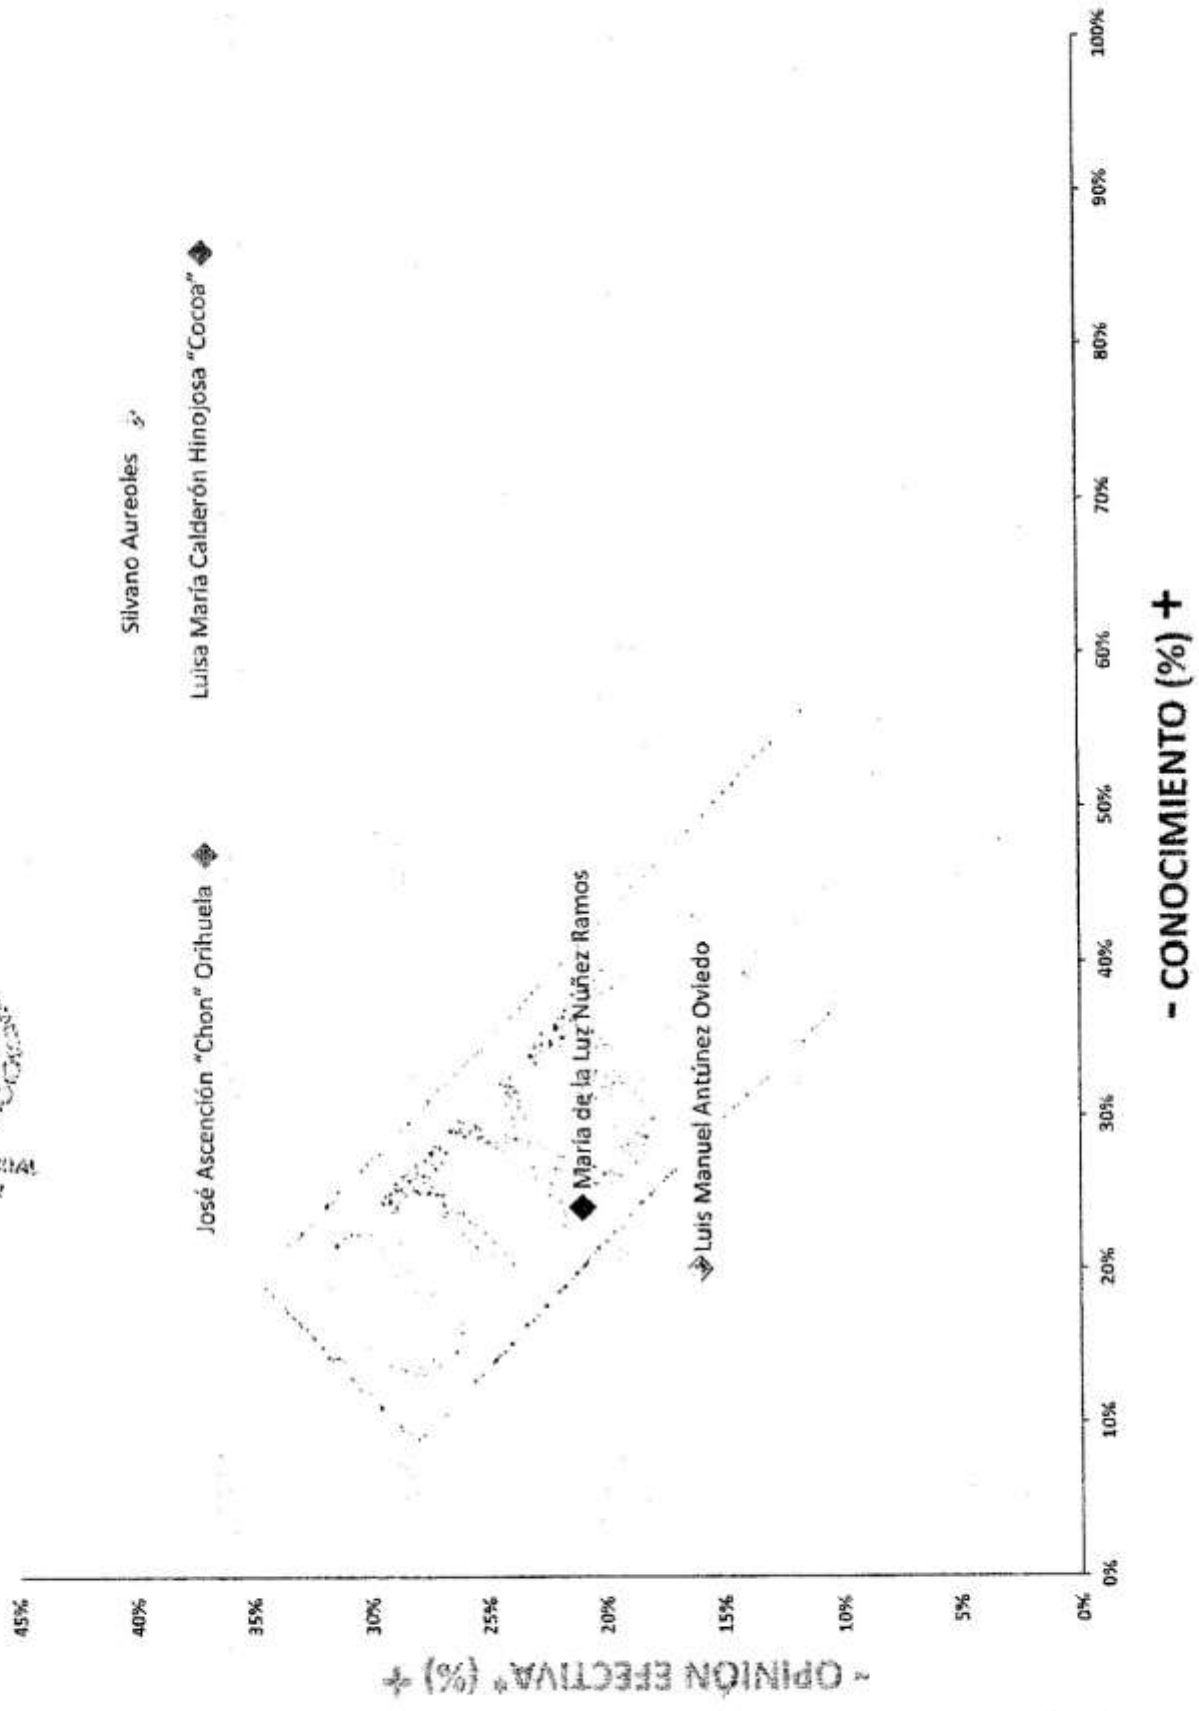 45%
40%
35%
30%
25%
20%
15%
10%
5%
0%
- OPINIÓN EFECTIVA* (%) +
Silvano Aureoles
Luisa María Calderón Hinojosa "Cocoa"
José Ascención "Chon" Orihuela
María de la Luz Núñez Ramos
Luis Manuel Antúnez Oviedo
0% 10% 20% 30% 40% 50% 60% 70% 80% 90% 100%
- CONOCIMIENTO (%) +